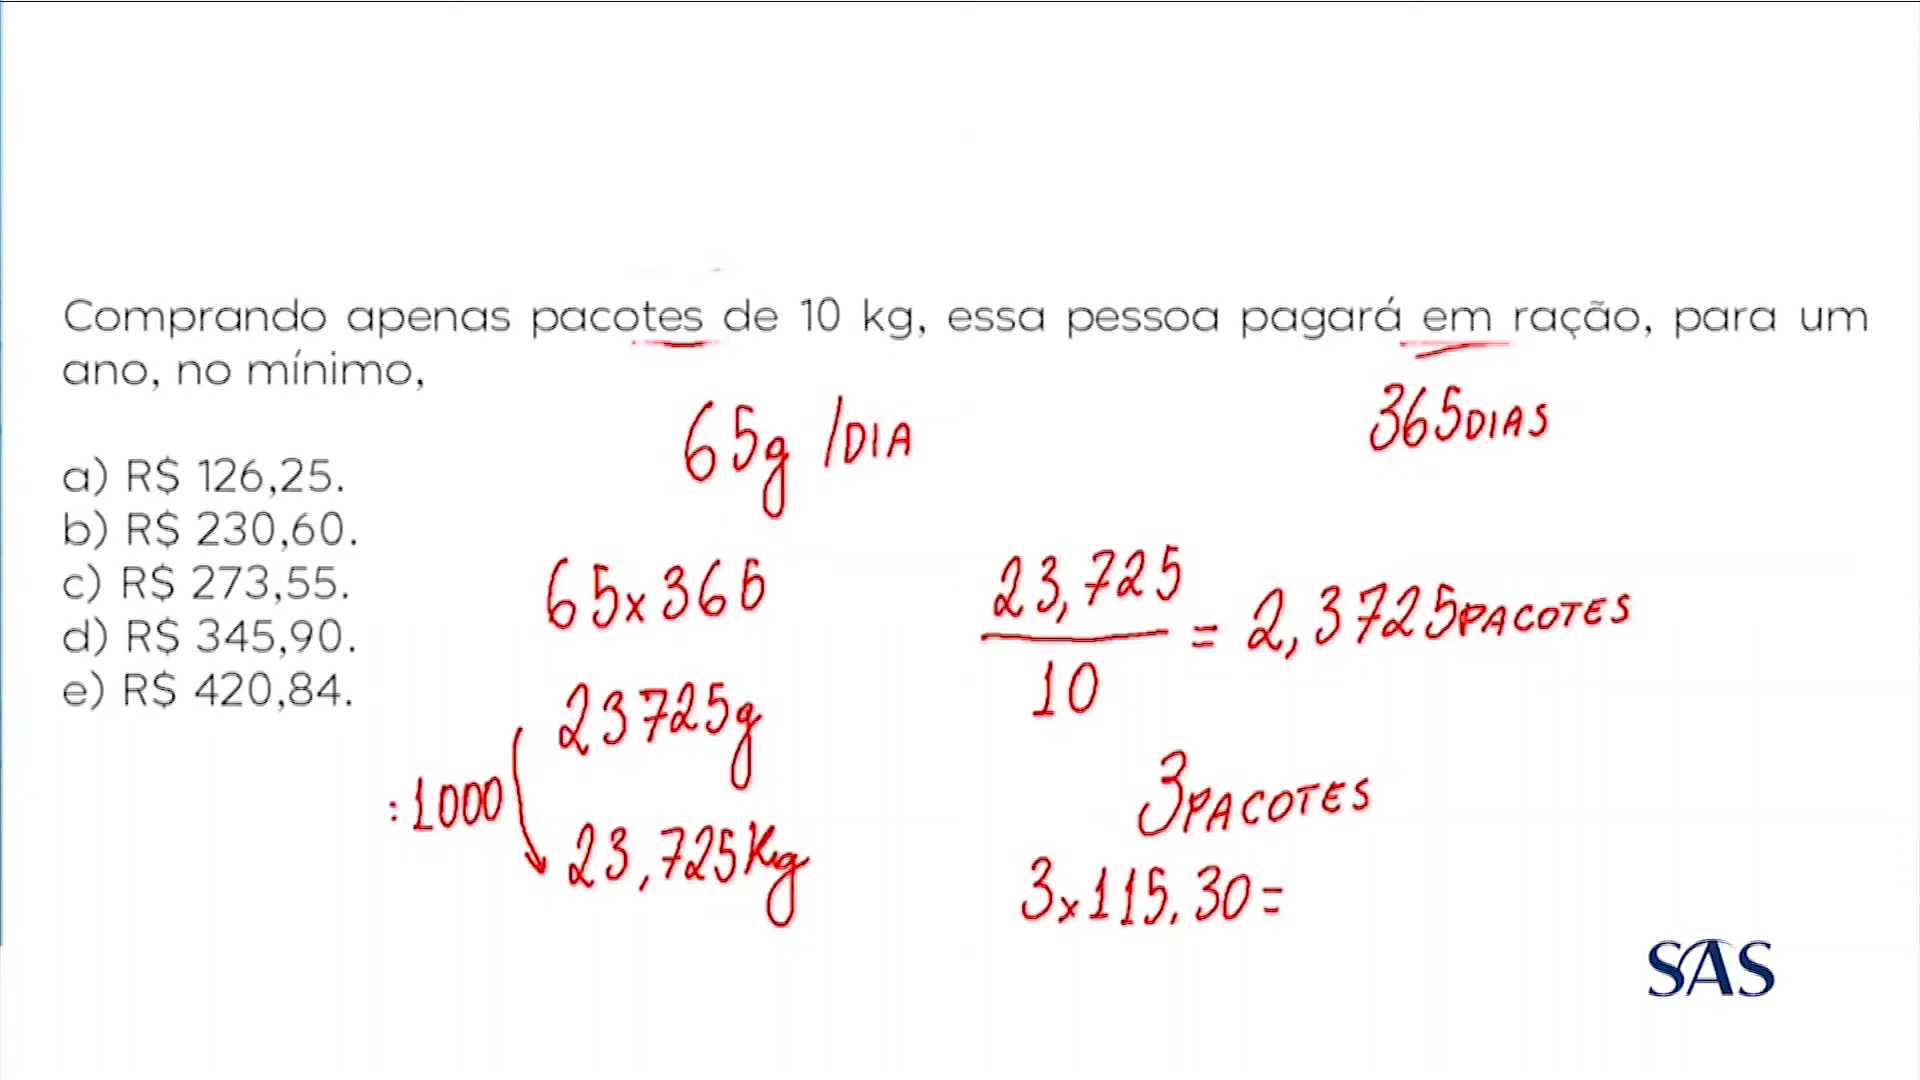 Comprando apenas pacotes de 10 kg, essa pessoa pagará em ração, para um
ano, no mínimo,
65g /DIA
365DIAS
a) R$ 126,25.
b) R$ 230,60.
c) R$ 273,55.
d) R$ 345,90.
e) R$ 420,84.
65x365
23725g
:1000
23,725Kg
23,725
10
= 2,3725PACOTES
3PACOTES
3x115,30=
SAS